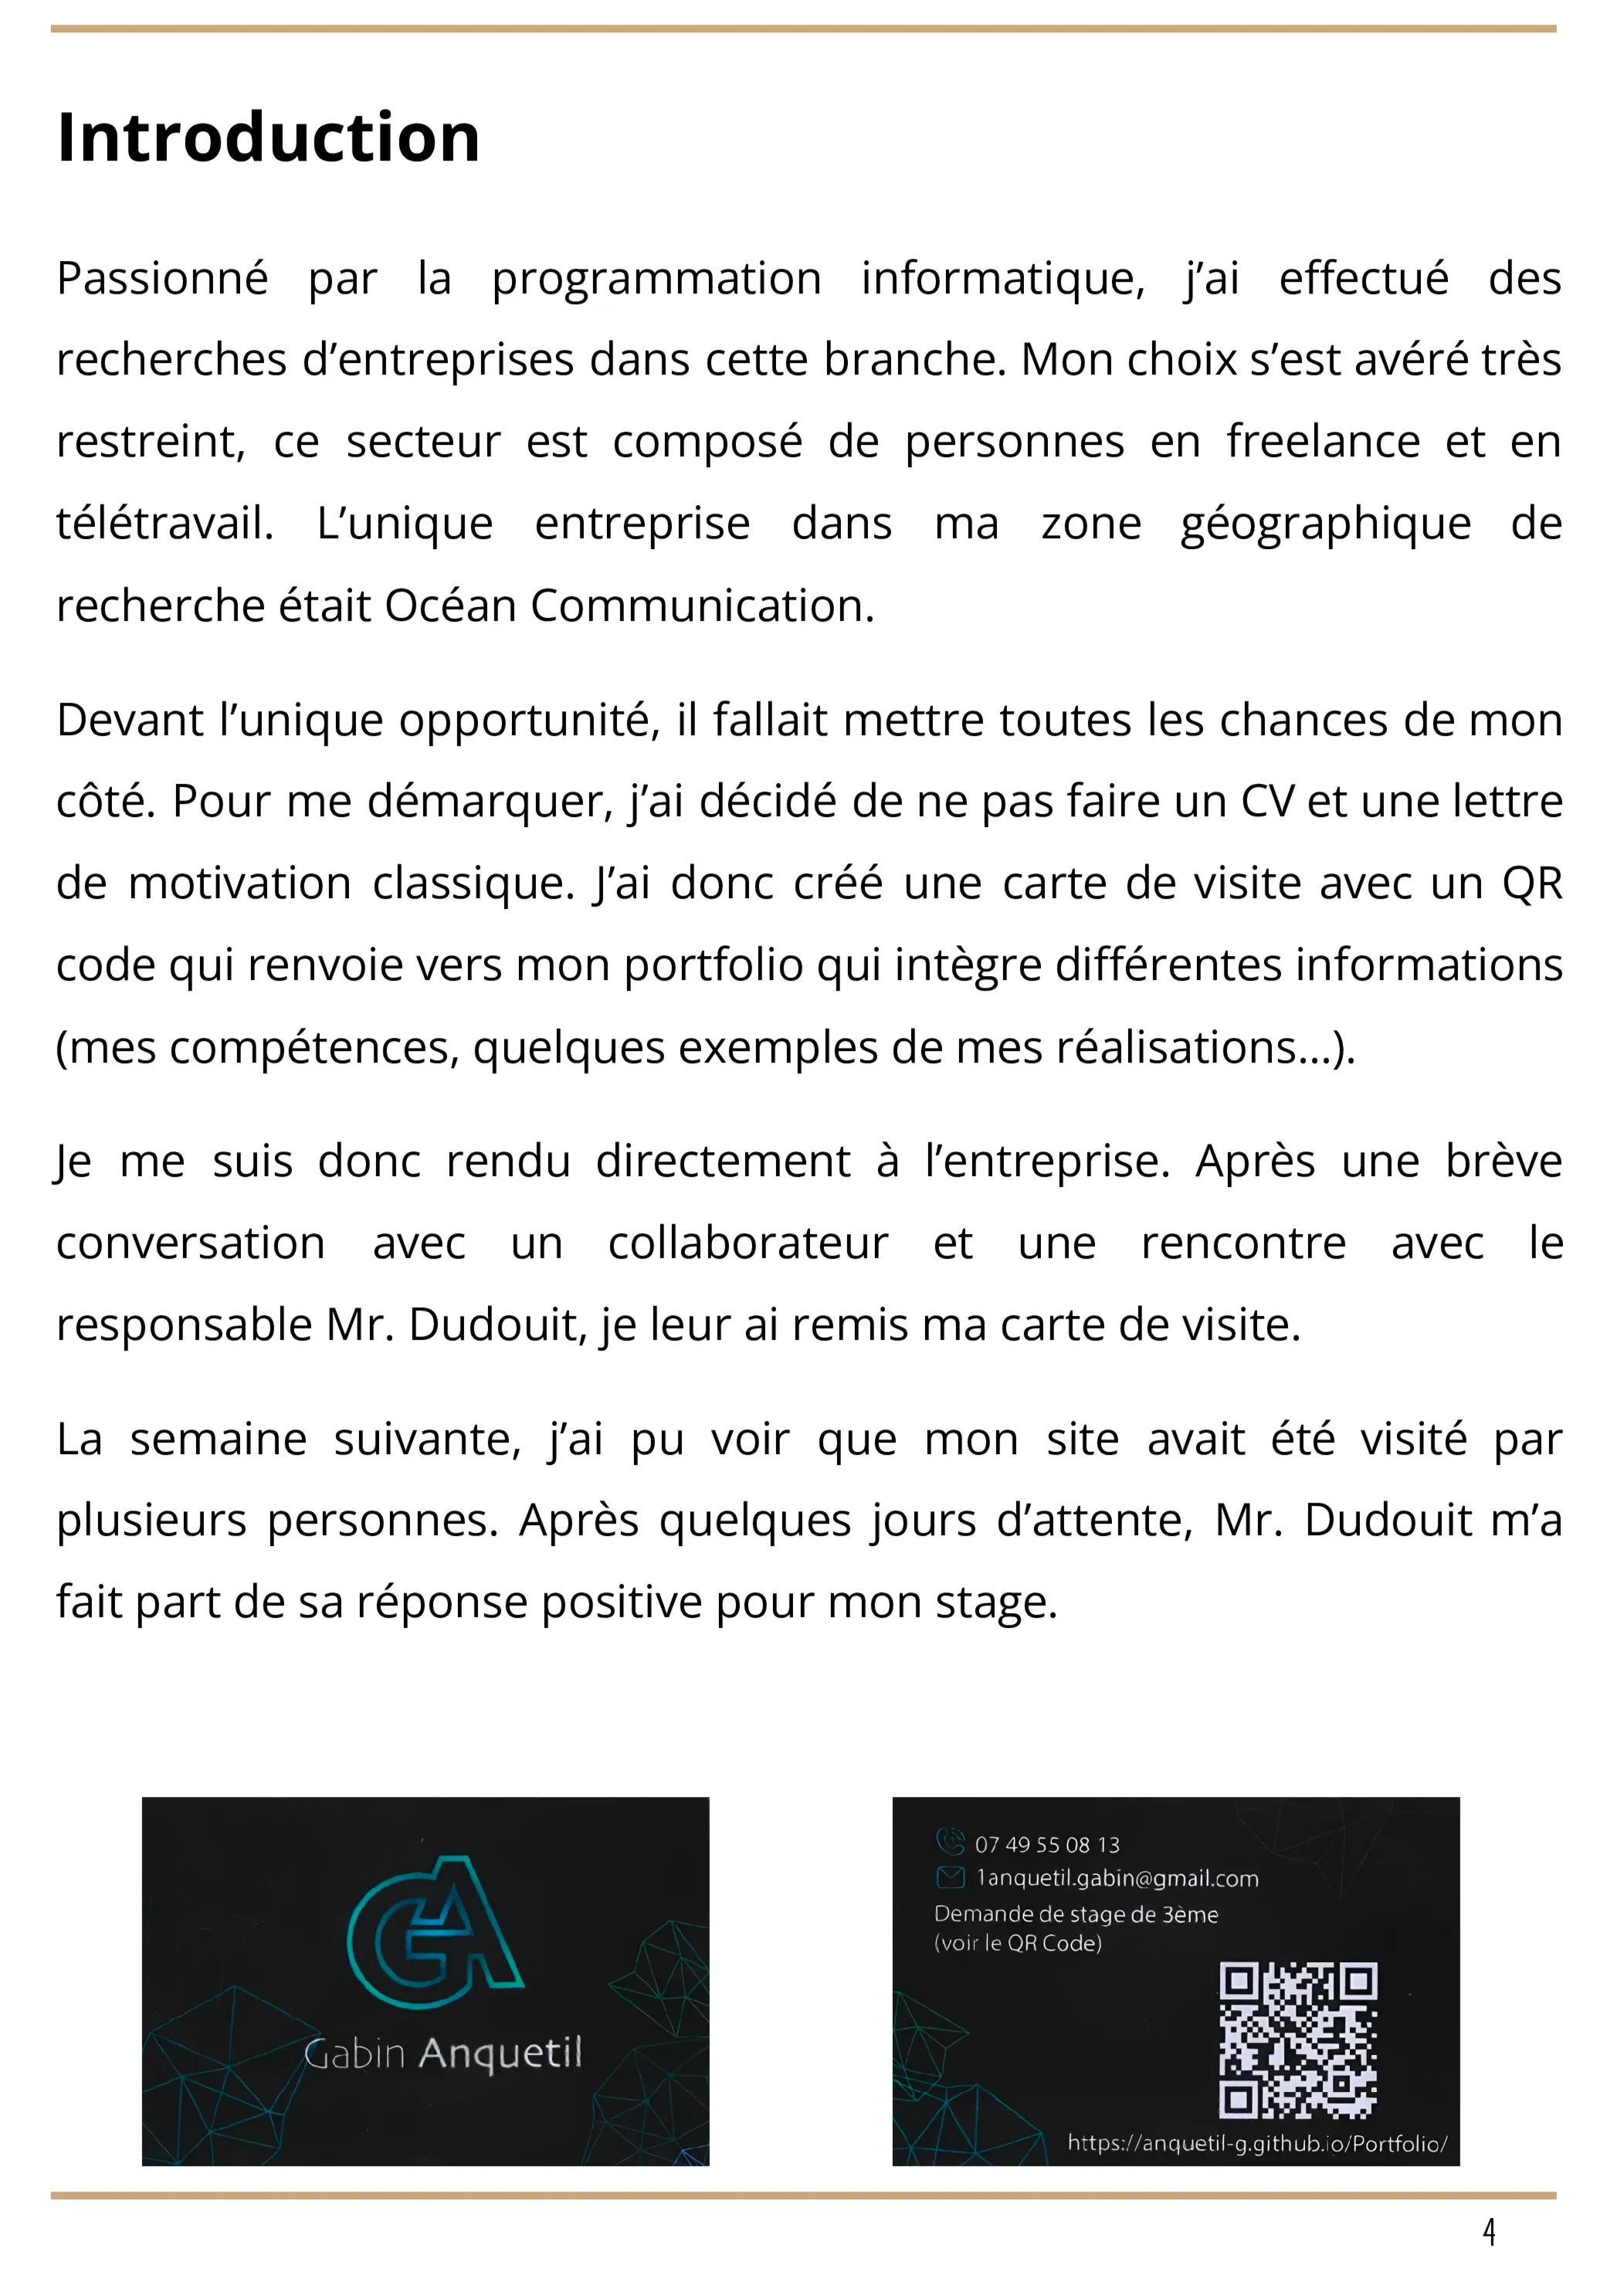 Introduction
Passionné par la programmation informatique, j’ai effectué des
recherches d’entreprises dans cette branche. Mon choix s’est avéré très
restreint, ce secteur est composé de personnes en freelance et en
télétravail. L’unique entreprise dans ma zone géographique de
recherche était Océan Communication.
Devant l’unique opportunité, il fallait mettre toutes les chances de mon
côté. Pour me démarquer, j’ai décidé de ne pas faire un CV et une lettre
de motivation classique. J’ai donc créé une carte de visite avec un QR
code qui renvoie vers mon portfolio qui intègre différentes informations
(mes compétences, quelques exemples de mes réalisations...).
Je me suis donc rendu directement à l’entreprise. Après une brève
conversation avec un collaborateur et une rencontre avec le
responsable Mr. Dudouit, je leur ai remis ma carte de visite.
La semaine suivante, j’ai pu voir que mon site avait été visité par
plusieurs personnes. Après quelques jours d’attente, Mr. Dudouit m’a
fait part de sa réponse positive pour mon stage.
GA
Gabin Anquetil
07 49 55 08 13
1anquetil.gabin@gmail.com
Demande de stage de 3ème
(voir le QR Code)
https://anquetil-g.github.io/Portfolio/
4